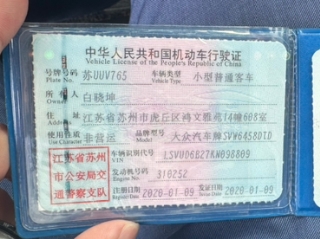 中华人民共和国机动车行驶证
Vehicle License of the People's Republic of China
号牌号码 苏UUV765 车辆类型 小型普通客车
Plate No. Vehicle Type
所有人 白晓坤
Owner
住址 江苏省苏州市虎丘区鸿文雅苑14幢608室
Address
使用性质 非营运 品牌型号 大众汽车牌SVW6458DID
Use Character Model
江苏省苏州
市公安局交
通警察支队
车辆识别代号 LSVUD6B27KN098809
VIN
发动机号码 310252
Engine No.
注册日期 2020-01-09 发证日期 2020-01-09
Register Date Issue Date